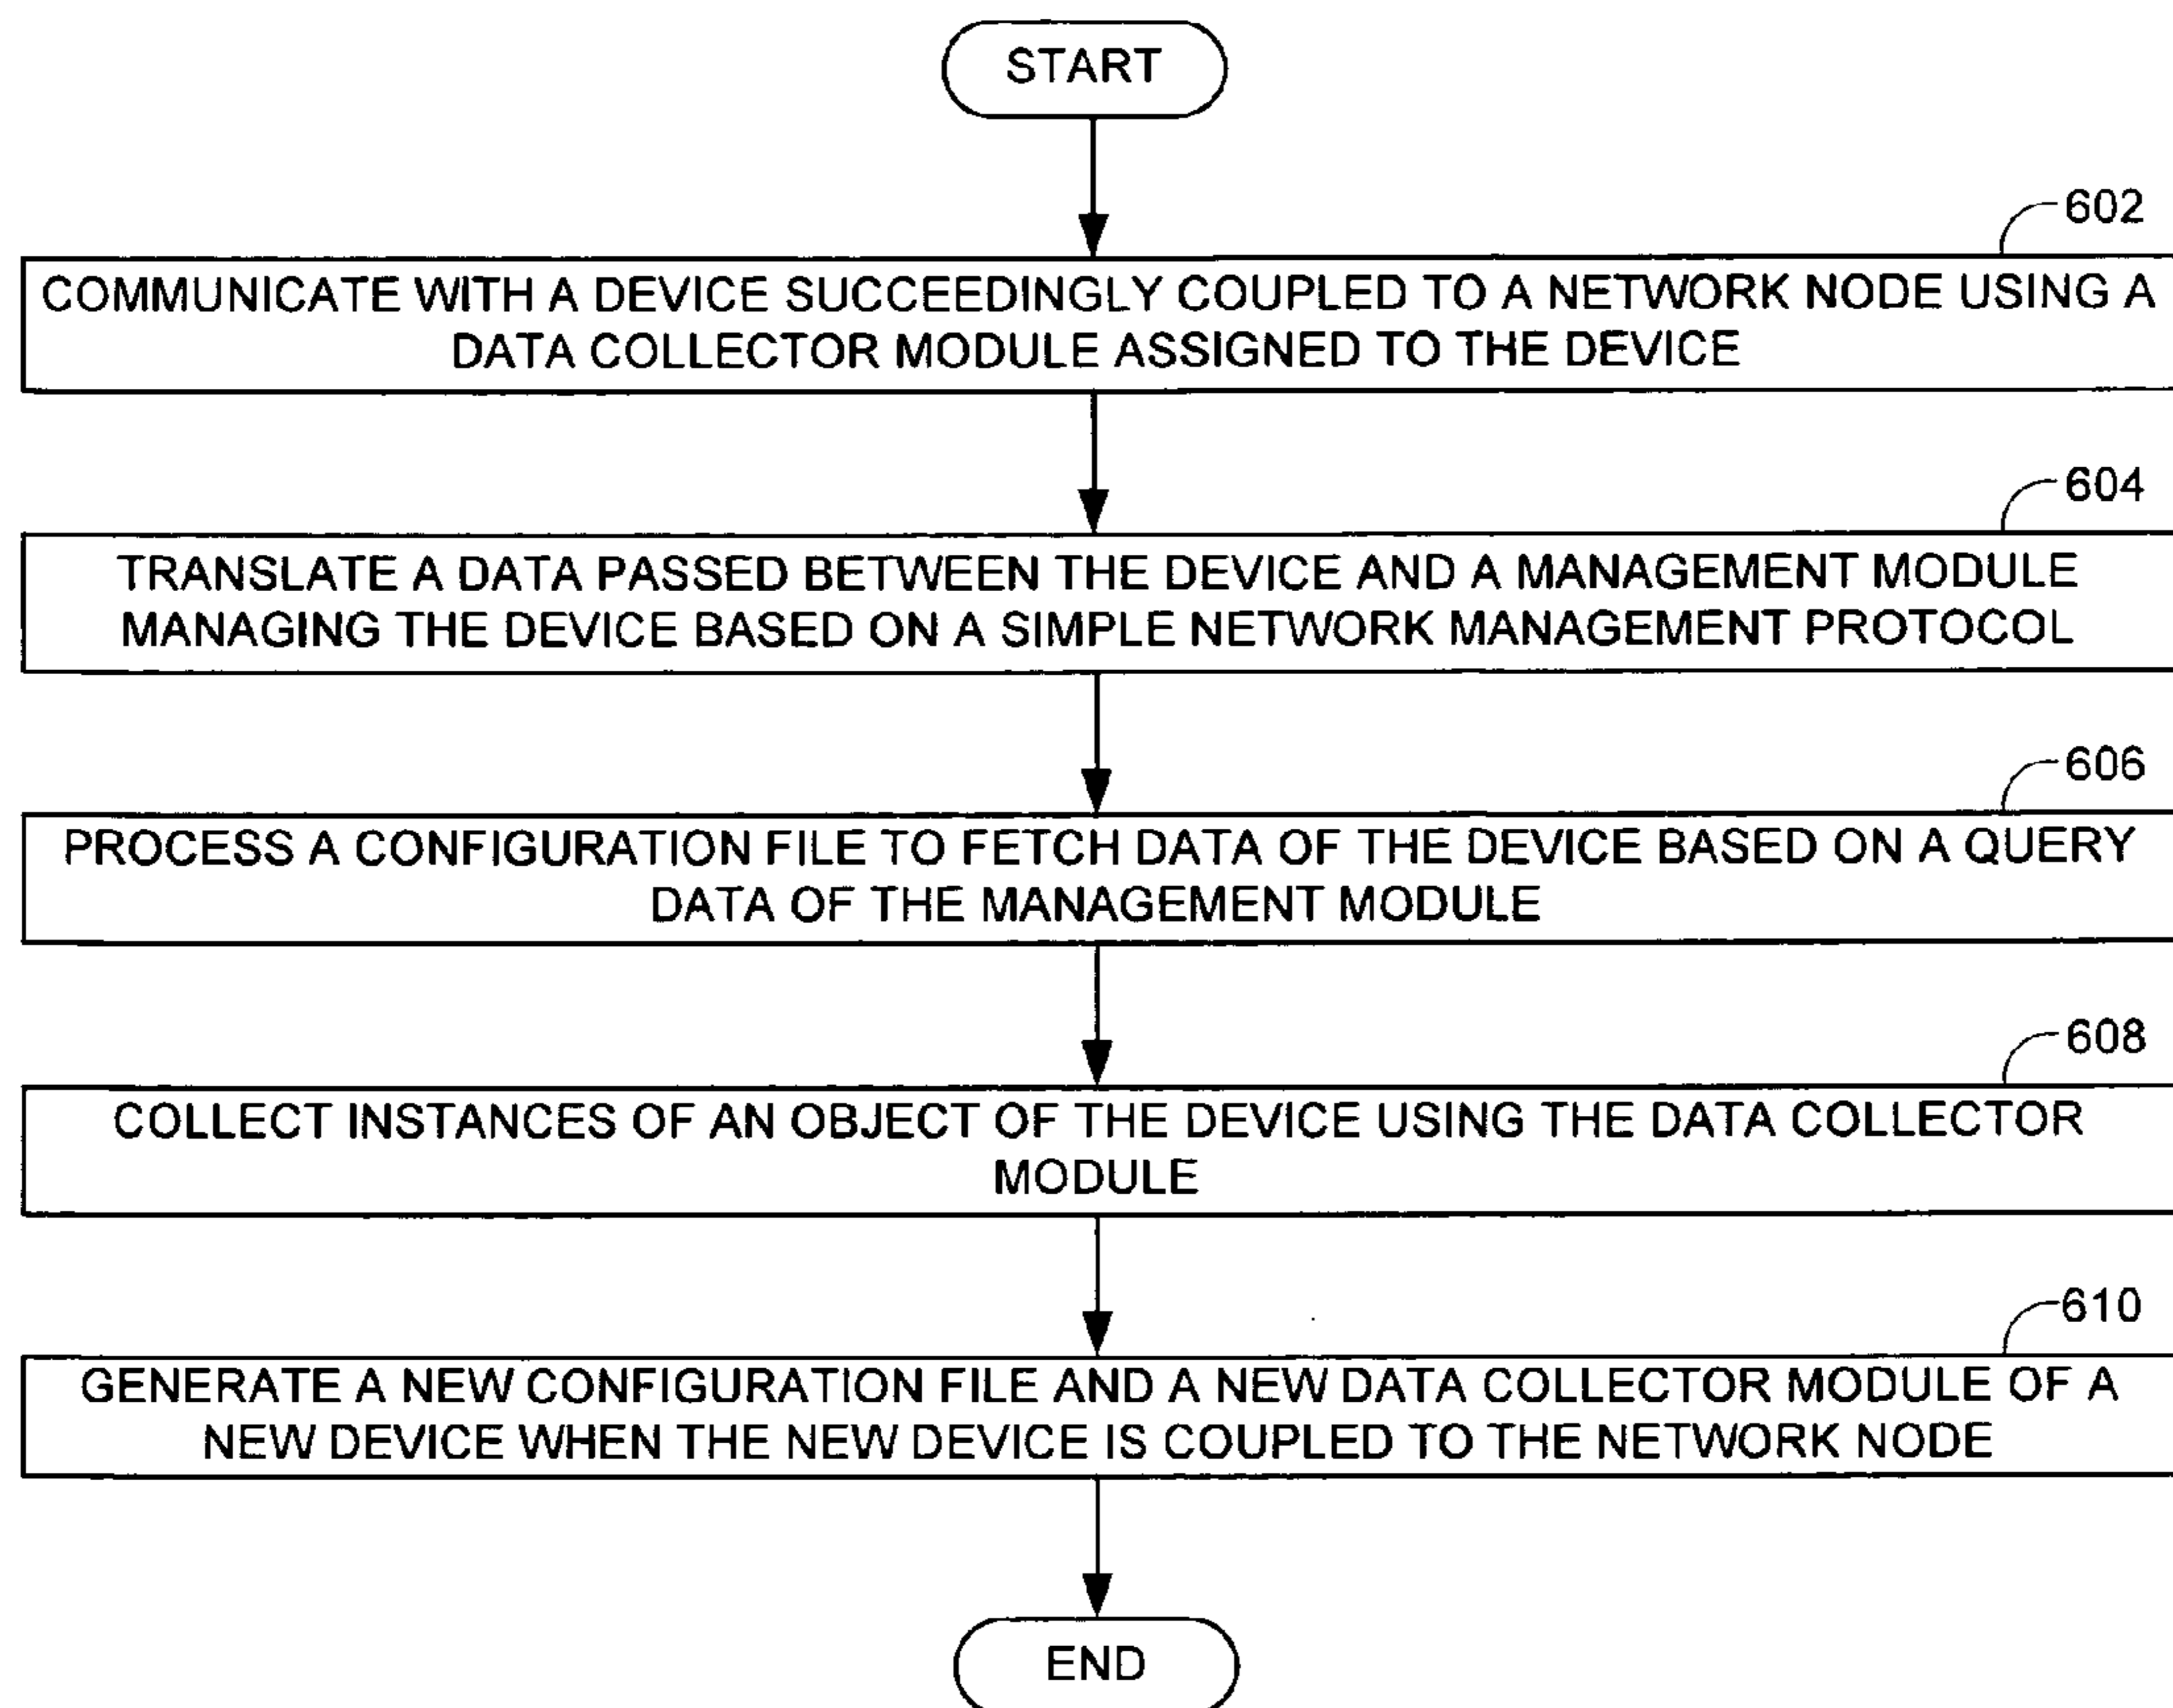 START
602
COMMUNICATE WITH A DEVICE SUCCEEDINGLY COUPLED TO A NETWORK NODE USING A
DATA COLLECTOR MODULE ASSIGNED TO THE DEVICE
604
TRANSLATE A DATA PASSED BETWEEN THE DEVICE AND A MANAGEMENT MODULE
MANAGING THE DEVICE BASED ON A SIMPLE NETWORK MANAGEMENT PROTOCOL
606
PROCESS A CONFIGURATION FILE TO FETCH DATA OF THE DEVICE BASED ON A QUERY
DATA OF THE MANAGEMENT MODULE
608
COLLECT INSTANCES OF AN OBJECT OF THE DEVICE USING THE DATA COLLECTOR
MODULE
610
GENERATE A NEW CONFIGURATION FILE AND A NEW DATA COLLECTOR MODULE OF A
NEW DEVICE WHEN THE NEW DEVICE IS COUPLED TO THE NETWORK NODE
END